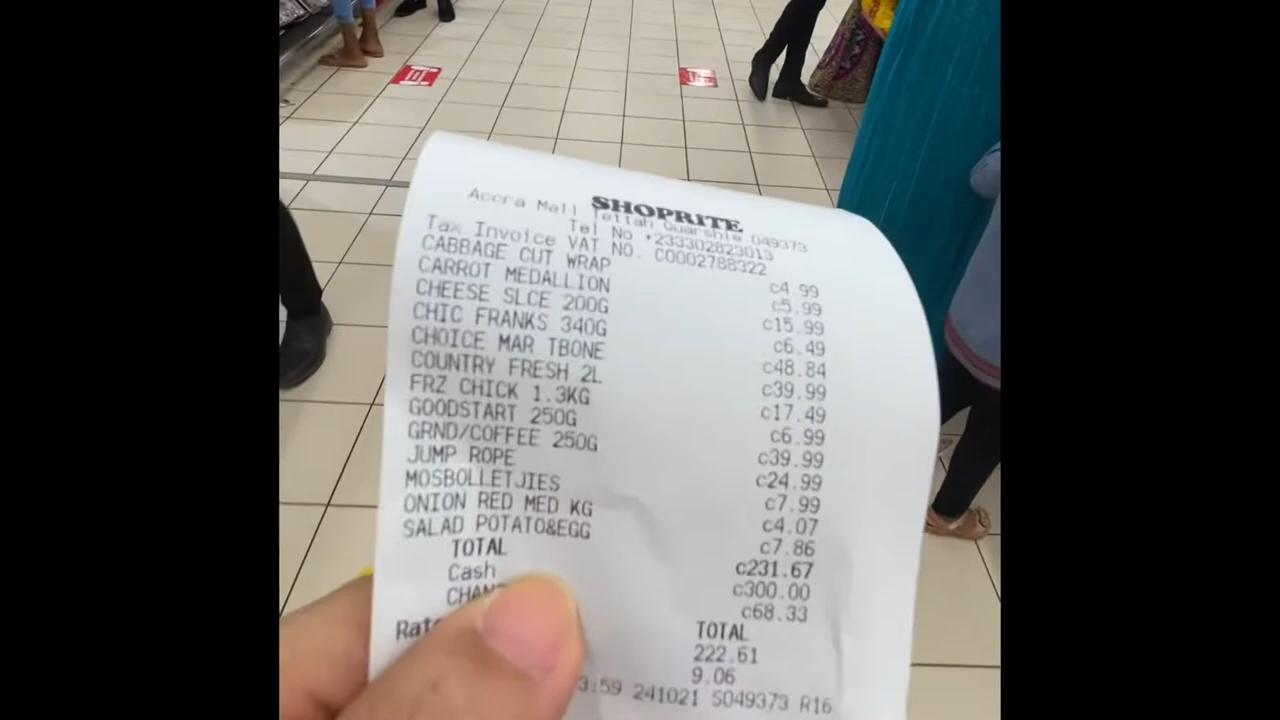 SHOPRITE
Accra Mall Tettah Quarshie 049373
Tel No +233302823013
Tax Invoice VAT NO. C0002788322
CABBAGE CUT WRAP c4.99
CARROT MEDALLION c5.99
CHEESE SLCE 200G c15.99
CHIC FRANKS 340G c6.49
CHOICE MAR TBONE c48.84
COUNTRY FRESH 2L c39.99
FRZ CHICK 1.3KG c17.49
GOODSTART 250G c6.99
GRND/COFFEE 250G c39.99
JUMP ROPE c24.99
MOSBOLLETJIES c7.99
ONION RED MED KG c4.07
SALAD POTATO&EGG c7.86
TOTAL c231.67
Cash c300.00
CHAN c68.33
Rat TOTAL
222.61
9.06
3:59 241021 S049373 R16